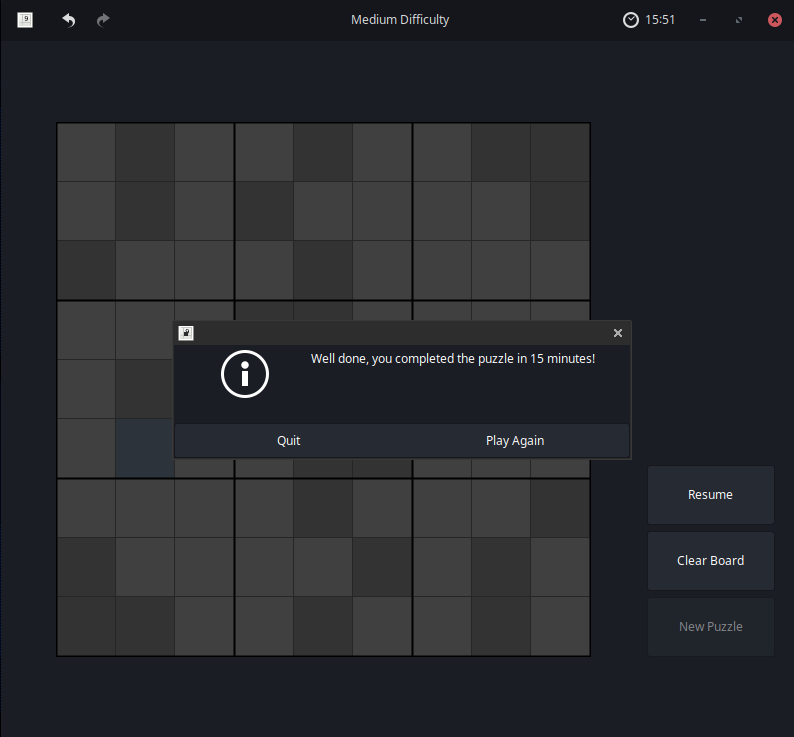 9
Medium Difficulty
15:51
Well done, you completed the puzzle in 15 minutes!
Quit
Play Again
Resume
Clear Board
New Puzzle